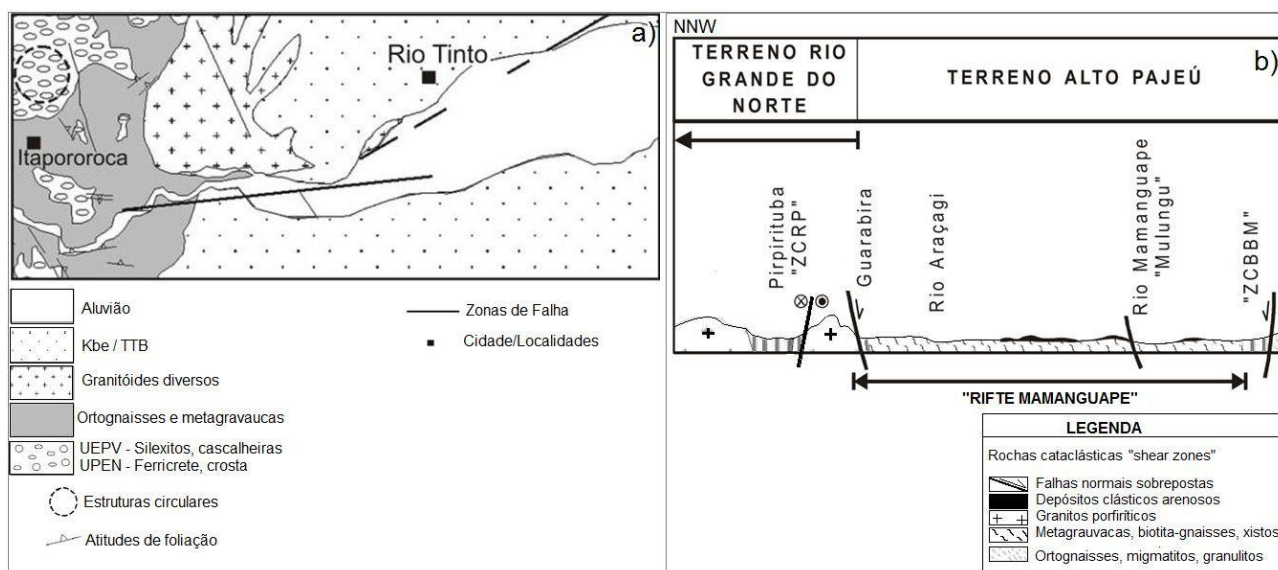 a)
Rio Tinto
Itapororoca
Aluvião
Kbe / TTB
Granitóides diversos
Ortognaisses e metagravaucas
UEPV - Silexitos, cascalheiras
UPEN - Ferricrete, crosta
Estruturas circulares
Atitudes de foliação
Zonas de Falha
Cidade/Localidades
NNW
b)
TERRENO RIO
GRANDE DO
NORTE
TERRENO ALTO PAJEÚ
Pirpirituba
"ZCRP"
Guarabira
Rio Araçagi
Rio Mamanguape
"Mulungu"
"ZCBBM"
"RIFTE MAMANGUAPE"
LEGENDA
Rochas cataclásticas "shear zones"
Falhas normais sobrepostas
Depósitos clásticos arenosos
Granitos porfiríticos
Metagrauvacas, biotita-gnaisses, xistos
Ortognaisses, migmatitos, granulitos